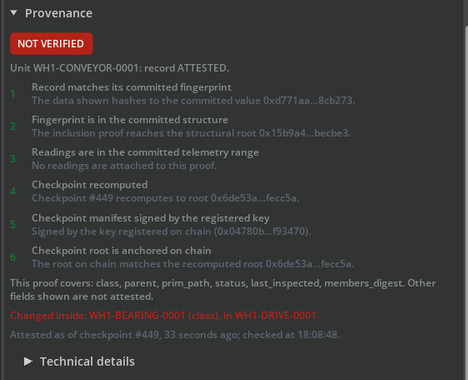 Provenance
NOT VERIFIED
Unit WH1-CONVEYOR-0001: record ATTESTED.
1 Record matches its committed fingerprint
The data shown hashes to the committed value 0xd771aa...8cb273.
2 Fingerprint is in the committed structure
The inclusion proof reaches the structural root 0x15b9a4...becbe3.
3 Readings are in the committed telemetry range
No readings are attached to this proof.
4 Checkpoint recomputed
Checkpoint #449 recomputes to root 0x6de53a...fecc5a.
5 Checkpoint manifest signed by the registered key
Signed by the key registered on chain (0x04780b...f93470).
6 Checkpoint root is anchored on chain
The root on chain matches the recomputed root 0x6de53a...fecc5a.
This proof covers: class, parent, prim_path, status, last_inspected, members_digest. Other
fields shown are not attested.
Changed inside: WH1-BEARING-0001 (class), in WH1-DRIVE-0001.
Attested as of checkpoint #449, 33 seconds ago; checked at 18:08:48.
Technical details